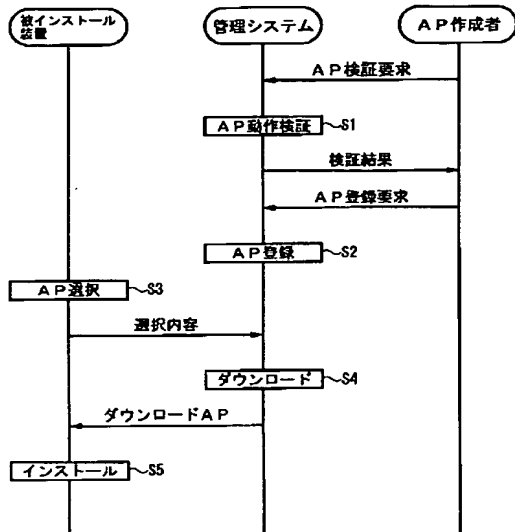 被インストール
装置
管理システム
ＡＰ作成者
ＡＰ検証要求
ＡＰ動作検証
S1
検証結果
ＡＰ登録要求
ＡＰ登録
S2
ＡＰ選択
S3
選択内容
ダウンロード
S4
ダウンロードＡＰ
インストール
S5